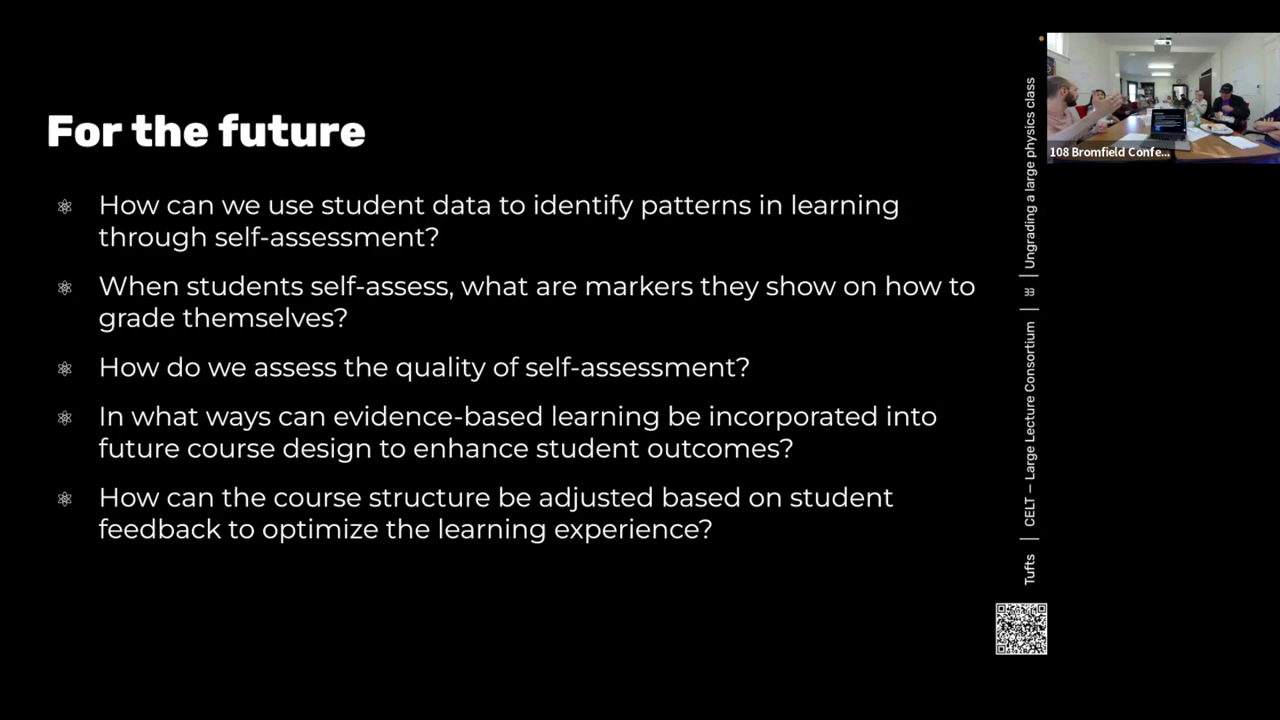 For the future
How can we use student data to identify patterns in learning
through self-assessment?
When students self-assess, what are markers they show on how to
grade themselves?
How do we assess the quality of self-assessment?
In what ways can evidence-based learning be incorporated into
future course design to enhance student outcomes?
How can the course structure be adjusted based on student
feedback to optimize the learning experience?
Tufts | CELT – Large Lecture Consortium | 33 | Ungrading a large physics class
108 Bromfield Confe...